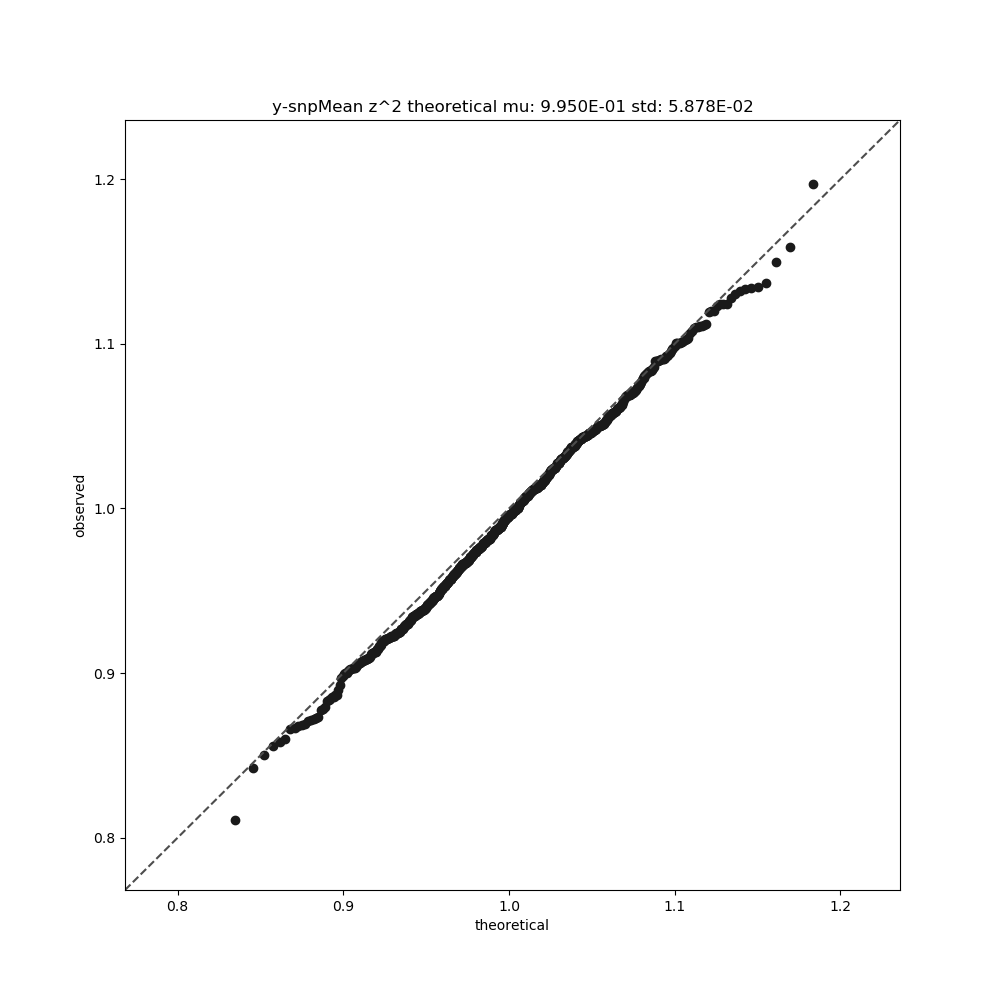 y-snpMean z^2 theoretical mu: 9.950E-01 std: 5.878E-02
1.2
1.1
1.0
0.9
0.8
observed
0.8 0.9 1.0 1.1 1.2
theoretical